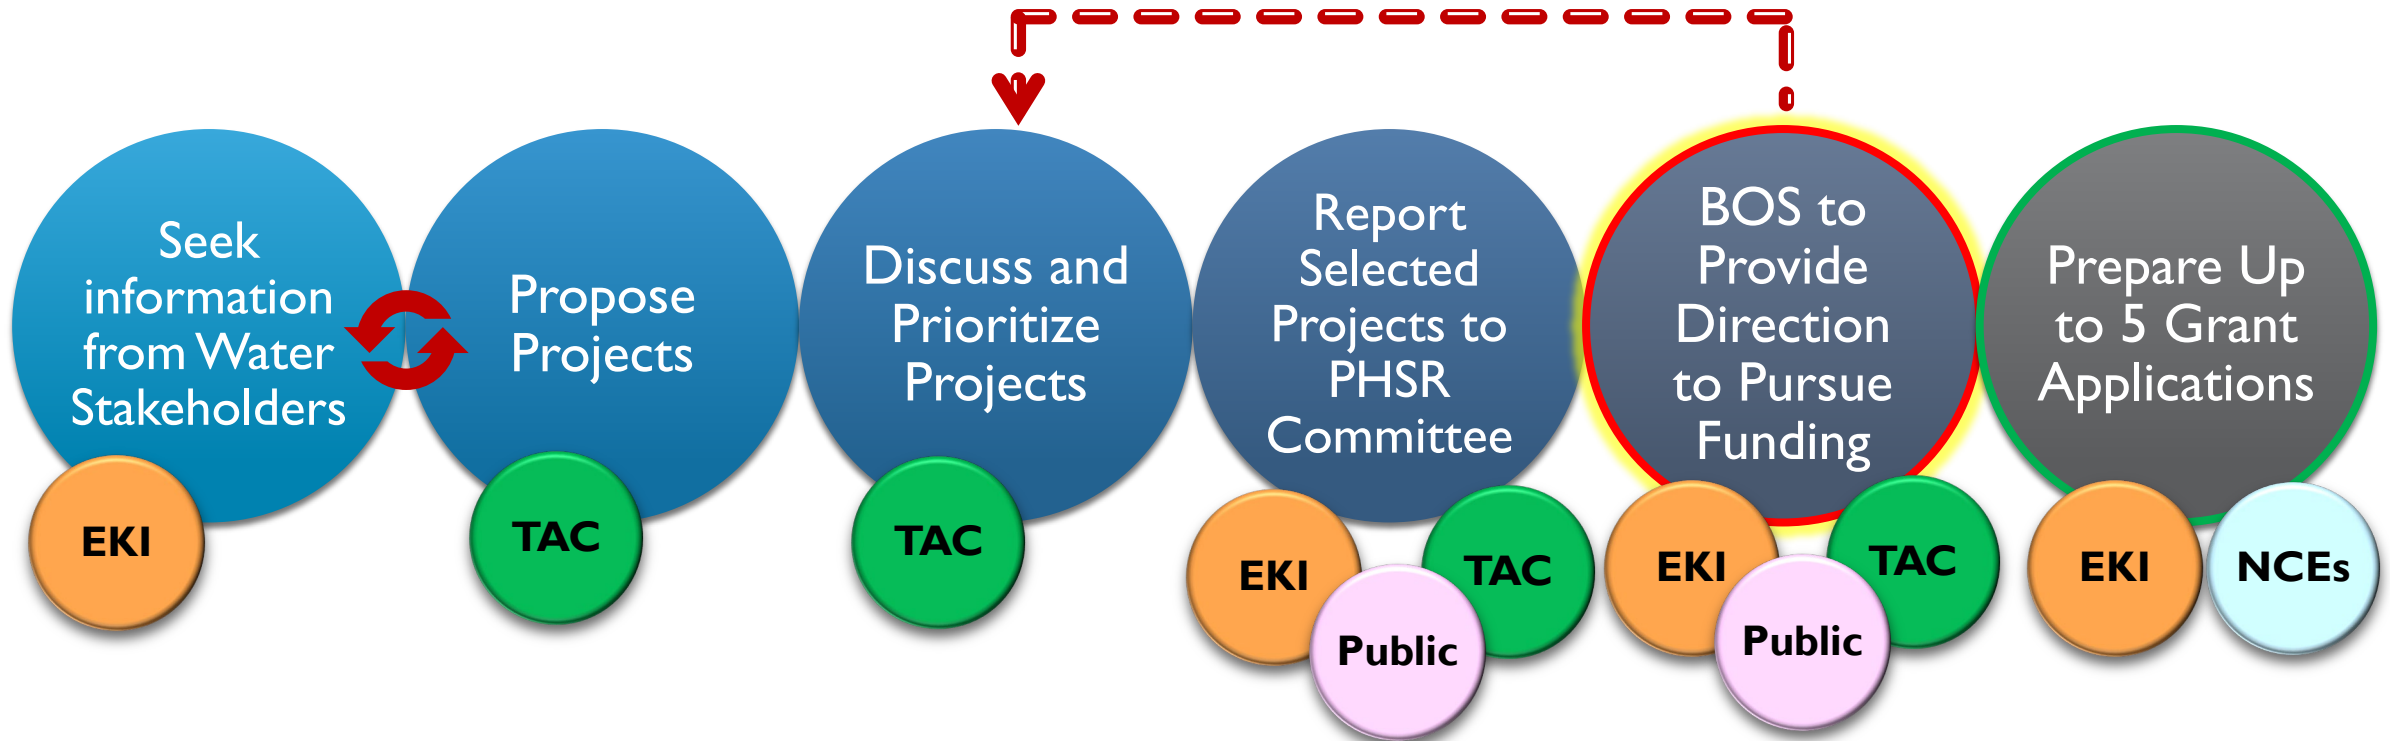 Seek
information
from Water
Stakeholders
EKI
Propose
Projects
TAC
Discuss and
Prioritize
Projects
TAC
Report
Selected
Projects to
PHSR
Committee
EKI
Public
TAC
BOS to
Provide
Direction
to Pursue
Funding
EKI
Public
TAC
Prepare Up
to 5 Grant
Applications
EKI
NCEs